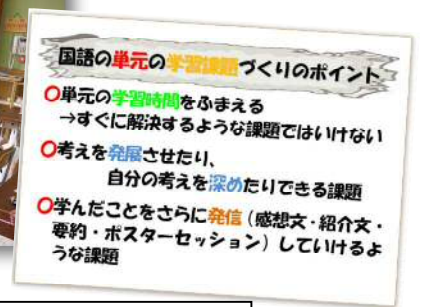 国語の単元の学習課題づくりのポイント
○単元の学習時間をふまえる
→すぐに解決するような課題ではいけない
○考えを発展させたり、
自分の考えを深めたりできる課題
○学んだことをさらに発信（感想文・紹介文・
要約・ポスターセッション）していけるよ
うな課題